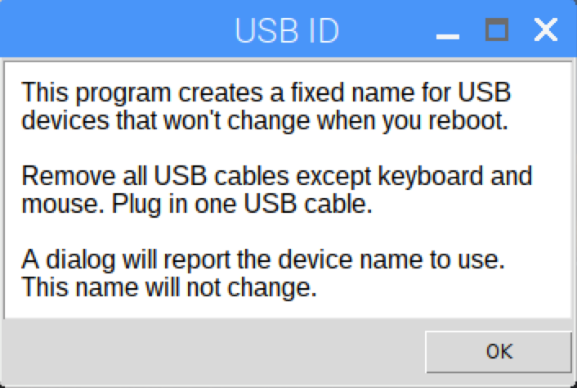 USB ID
This program creates a fixed name for USB
devices that won't change when you reboot.
Remove all USB cables except keyboard and
mouse. Plug in one USB cable.
A dialog will report the device name to use.
This name will not change.
OK